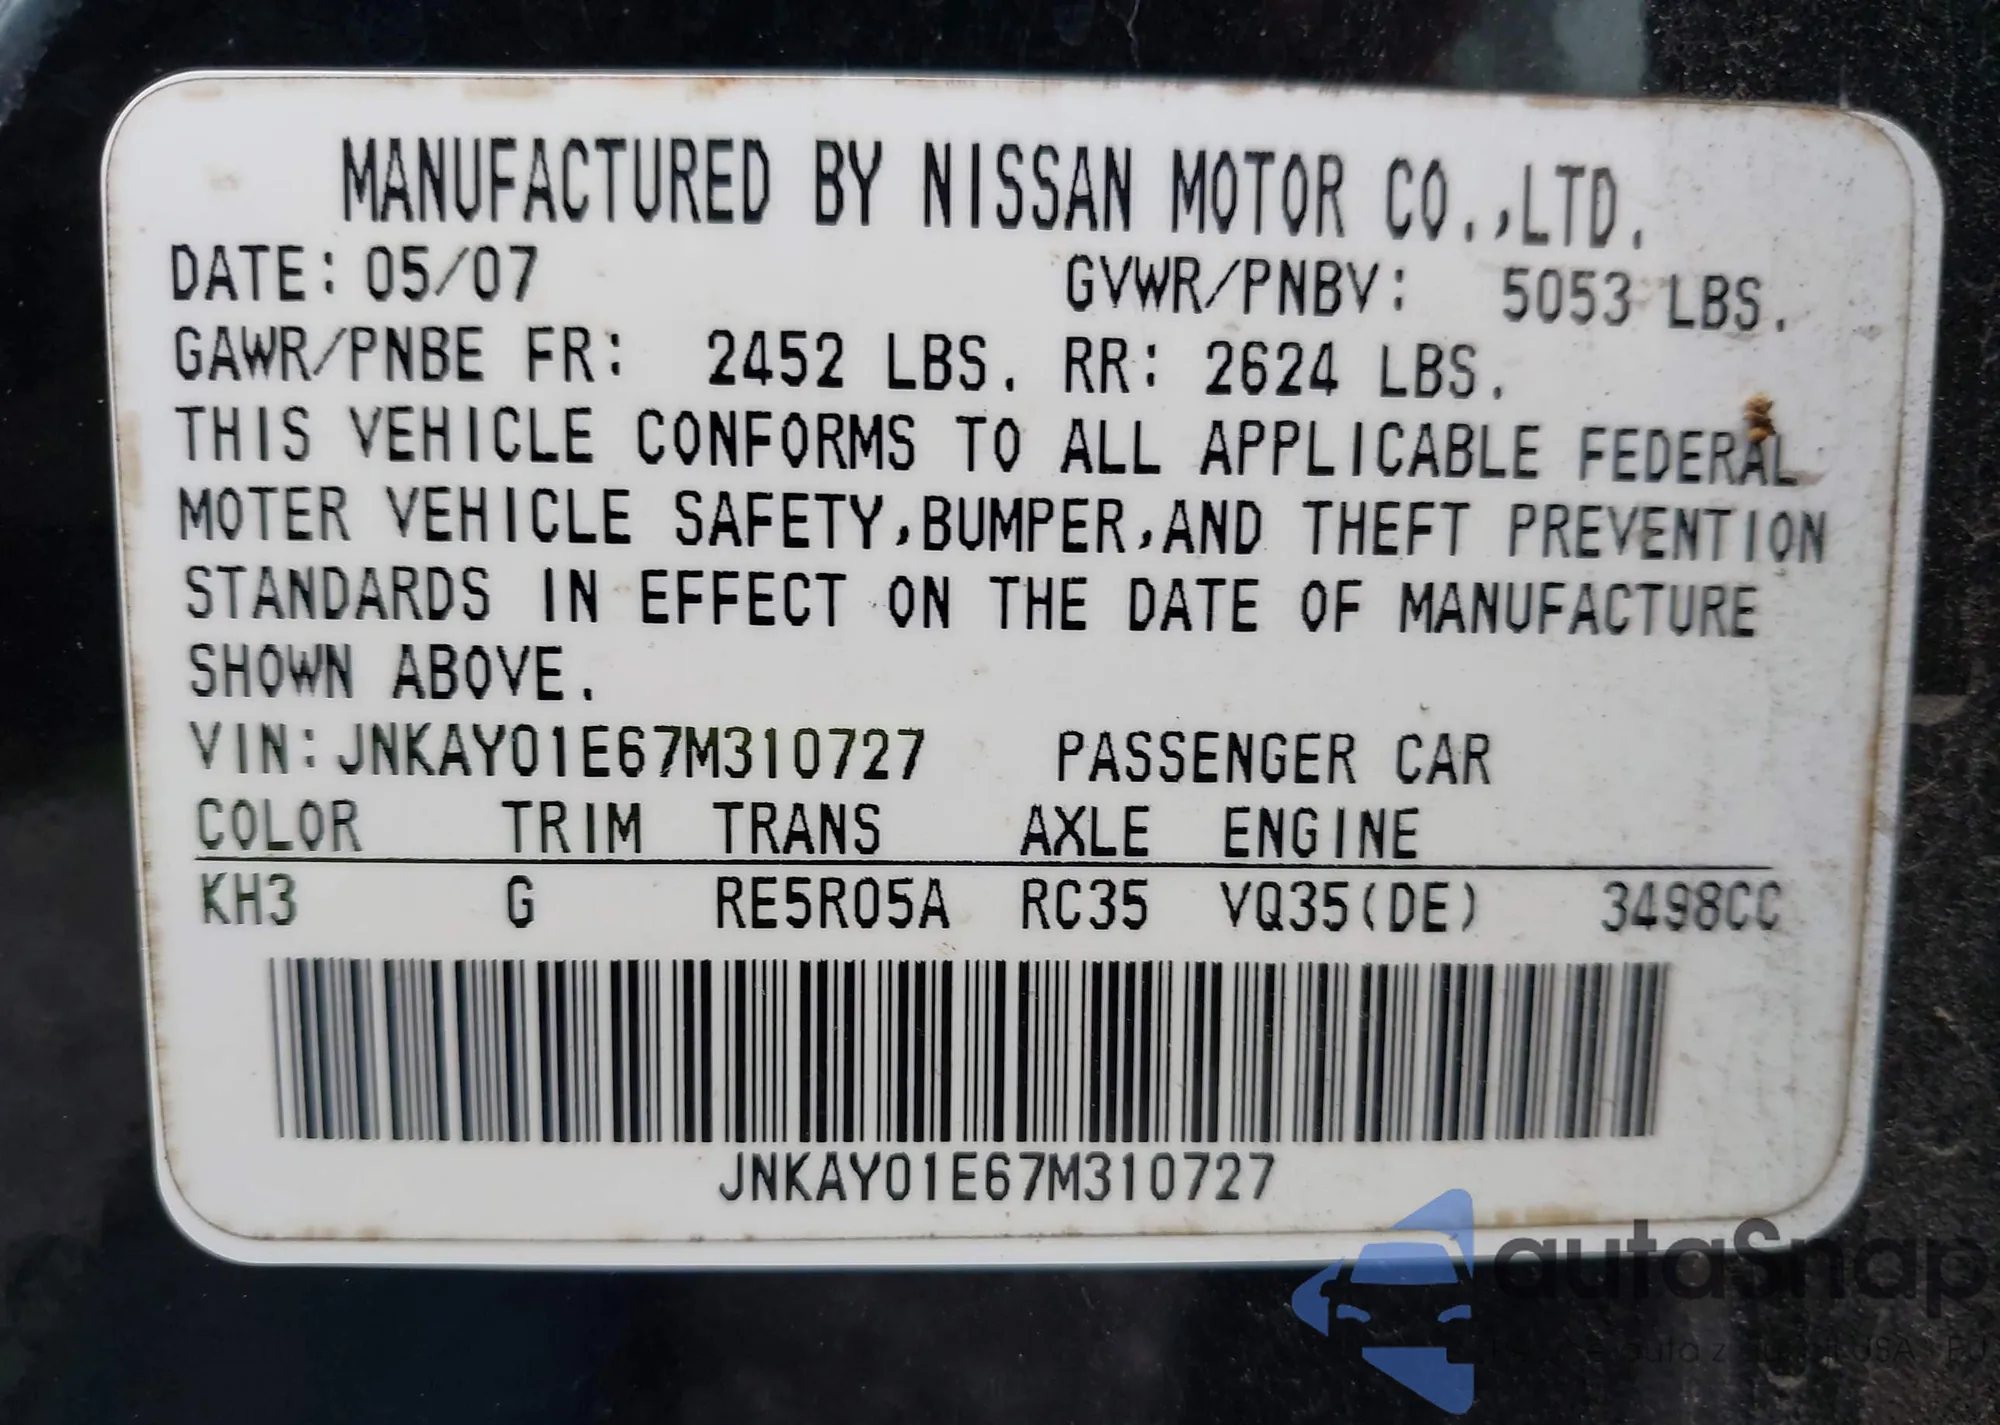 MANUFACTURED BY NISSAN MOTOR CO.,LTD.
DATE: 05/07 GVWR/PNBV: 5053 LBS.
GAWR/PNBE FR: 2452 LBS. RR: 2624 LBS.
THIS VEHICLE CONFORMS TO ALL APPLICABLE FEDERAL
MOTER VEHICLE SAFETY,BUMPER,AND THEFT PREVENTION
STANDARDS IN EFFECT ON THE DATE OF MANUFACTURE
SHOWN ABOVE.
VIN:JNKAY01E67M310727 PASSENGER CAR
COLOR TRIM TRANS AXLE ENGINE
KH3 G RE5R05A RC35 VQ35(DE) 3498CC
JNKAY01E67M310727
autaSnap
auta z